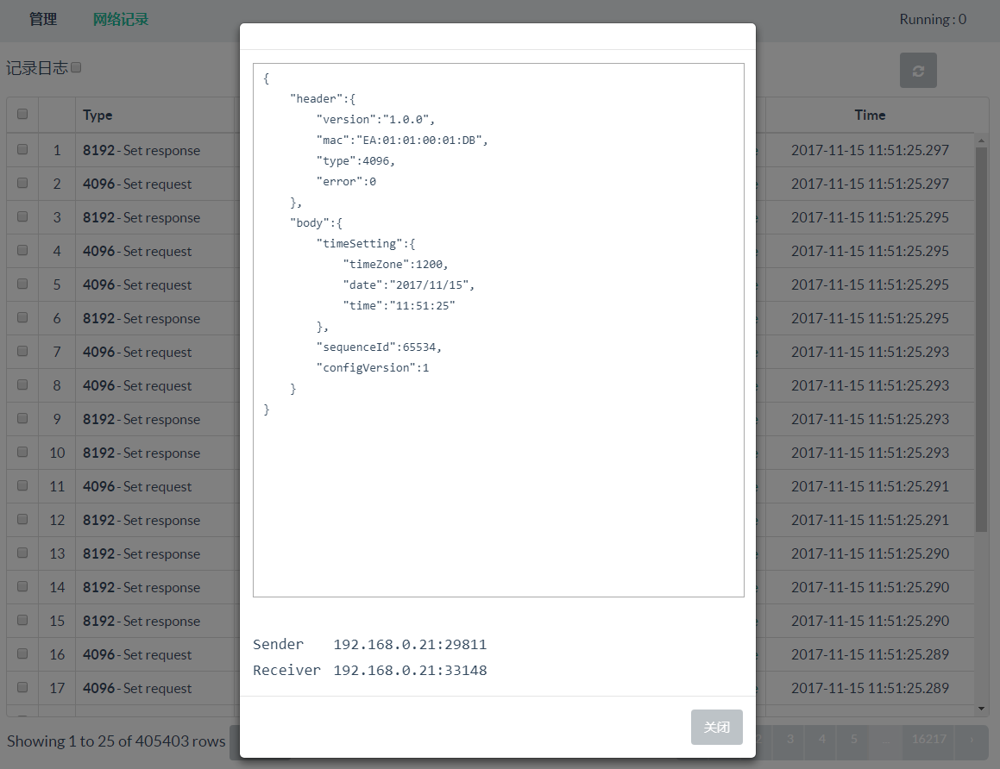 管理 网络记录 Running : 0
记录日志
Type Time
1 8192 - Set response 2017-11-15 11:51:25.297
2 4096 - Set request 2017-11-15 11:51:25.297
3 8192 - Set response 2017-11-15 11:51:25.295
4 4096 - Set request 2017-11-15 11:51:25.295
5 4096 - Set request 2017-11-15 11:51:25.295
6 8192 - Set response 2017-11-15 11:51:25.295
7 4096 - Set request 2017-11-15 11:51:25.293
8 4096 - Set request 2017-11-15 11:51:25.293
9 8192 - Set response 2017-11-15 11:51:25.293
10 8192 - Set response 2017-11-15 11:51:25.293
11 4096 - Set request 2017-11-15 11:51:25.291
12 8192 - Set response 2017-11-15 11:51:25.291
13 8192 - Set response 2017-11-15 11:51:25.290
14 8192 - Set response 2017-11-15 11:51:25.290
15 8192 - Set response 2017-11-15 11:51:25.290
16 4096 - Set request 2017-11-15 11:51:25.289
17 4096 - Set request 2017-11-15 11:51:25.289
Showing 1 to 25 of 405403 rows 2 3 4 5 ... 16217 ›
{
"header":{
"version":"1.0.0",
"mac":"EA:01:01:00:01:DB",
"type":4096,
"error":0
},
"body":{
"timeSetting":{
"timeZone":1200,
"date":"2017/11/15",
"time":"11:51:25"
},
"sequenceId":65534,
"configVersion":1
}
}
Sender 192.168.0.21:29811
Receiver 192.168.0.21:33148
关闭